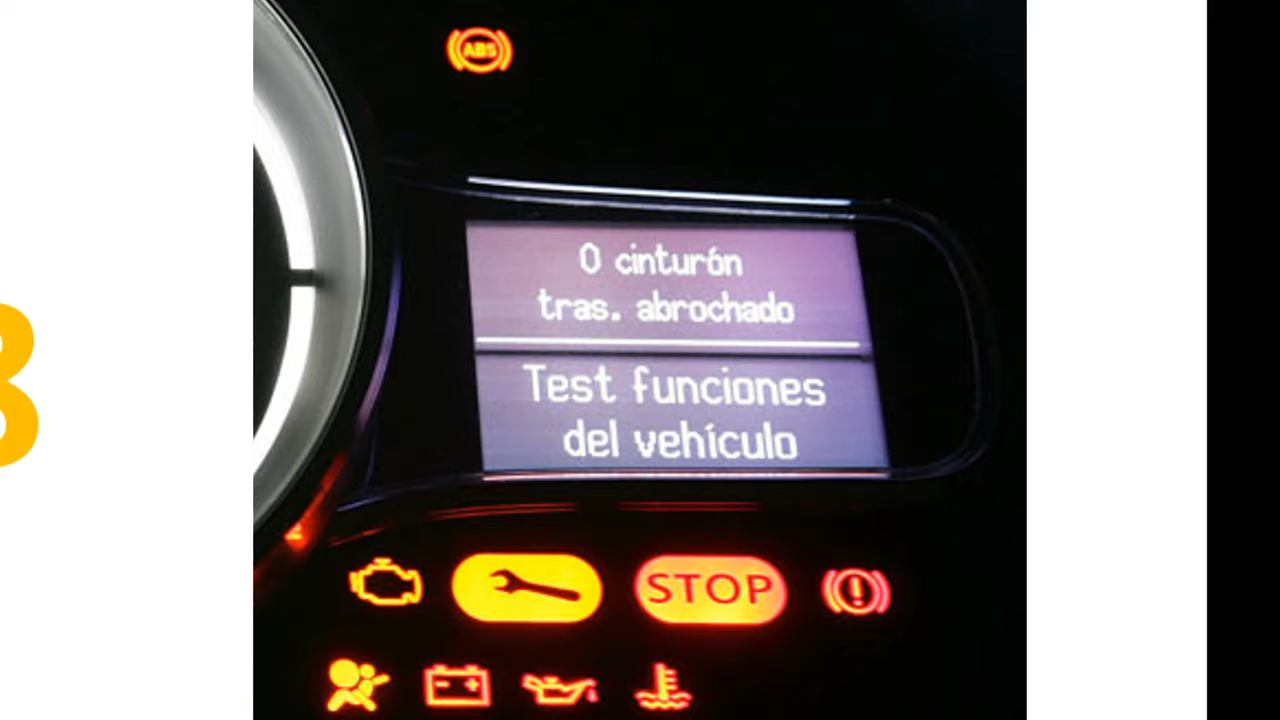 ABS
0 cinturón
tras. abrochado
Test funciones
del vehículo
STOP